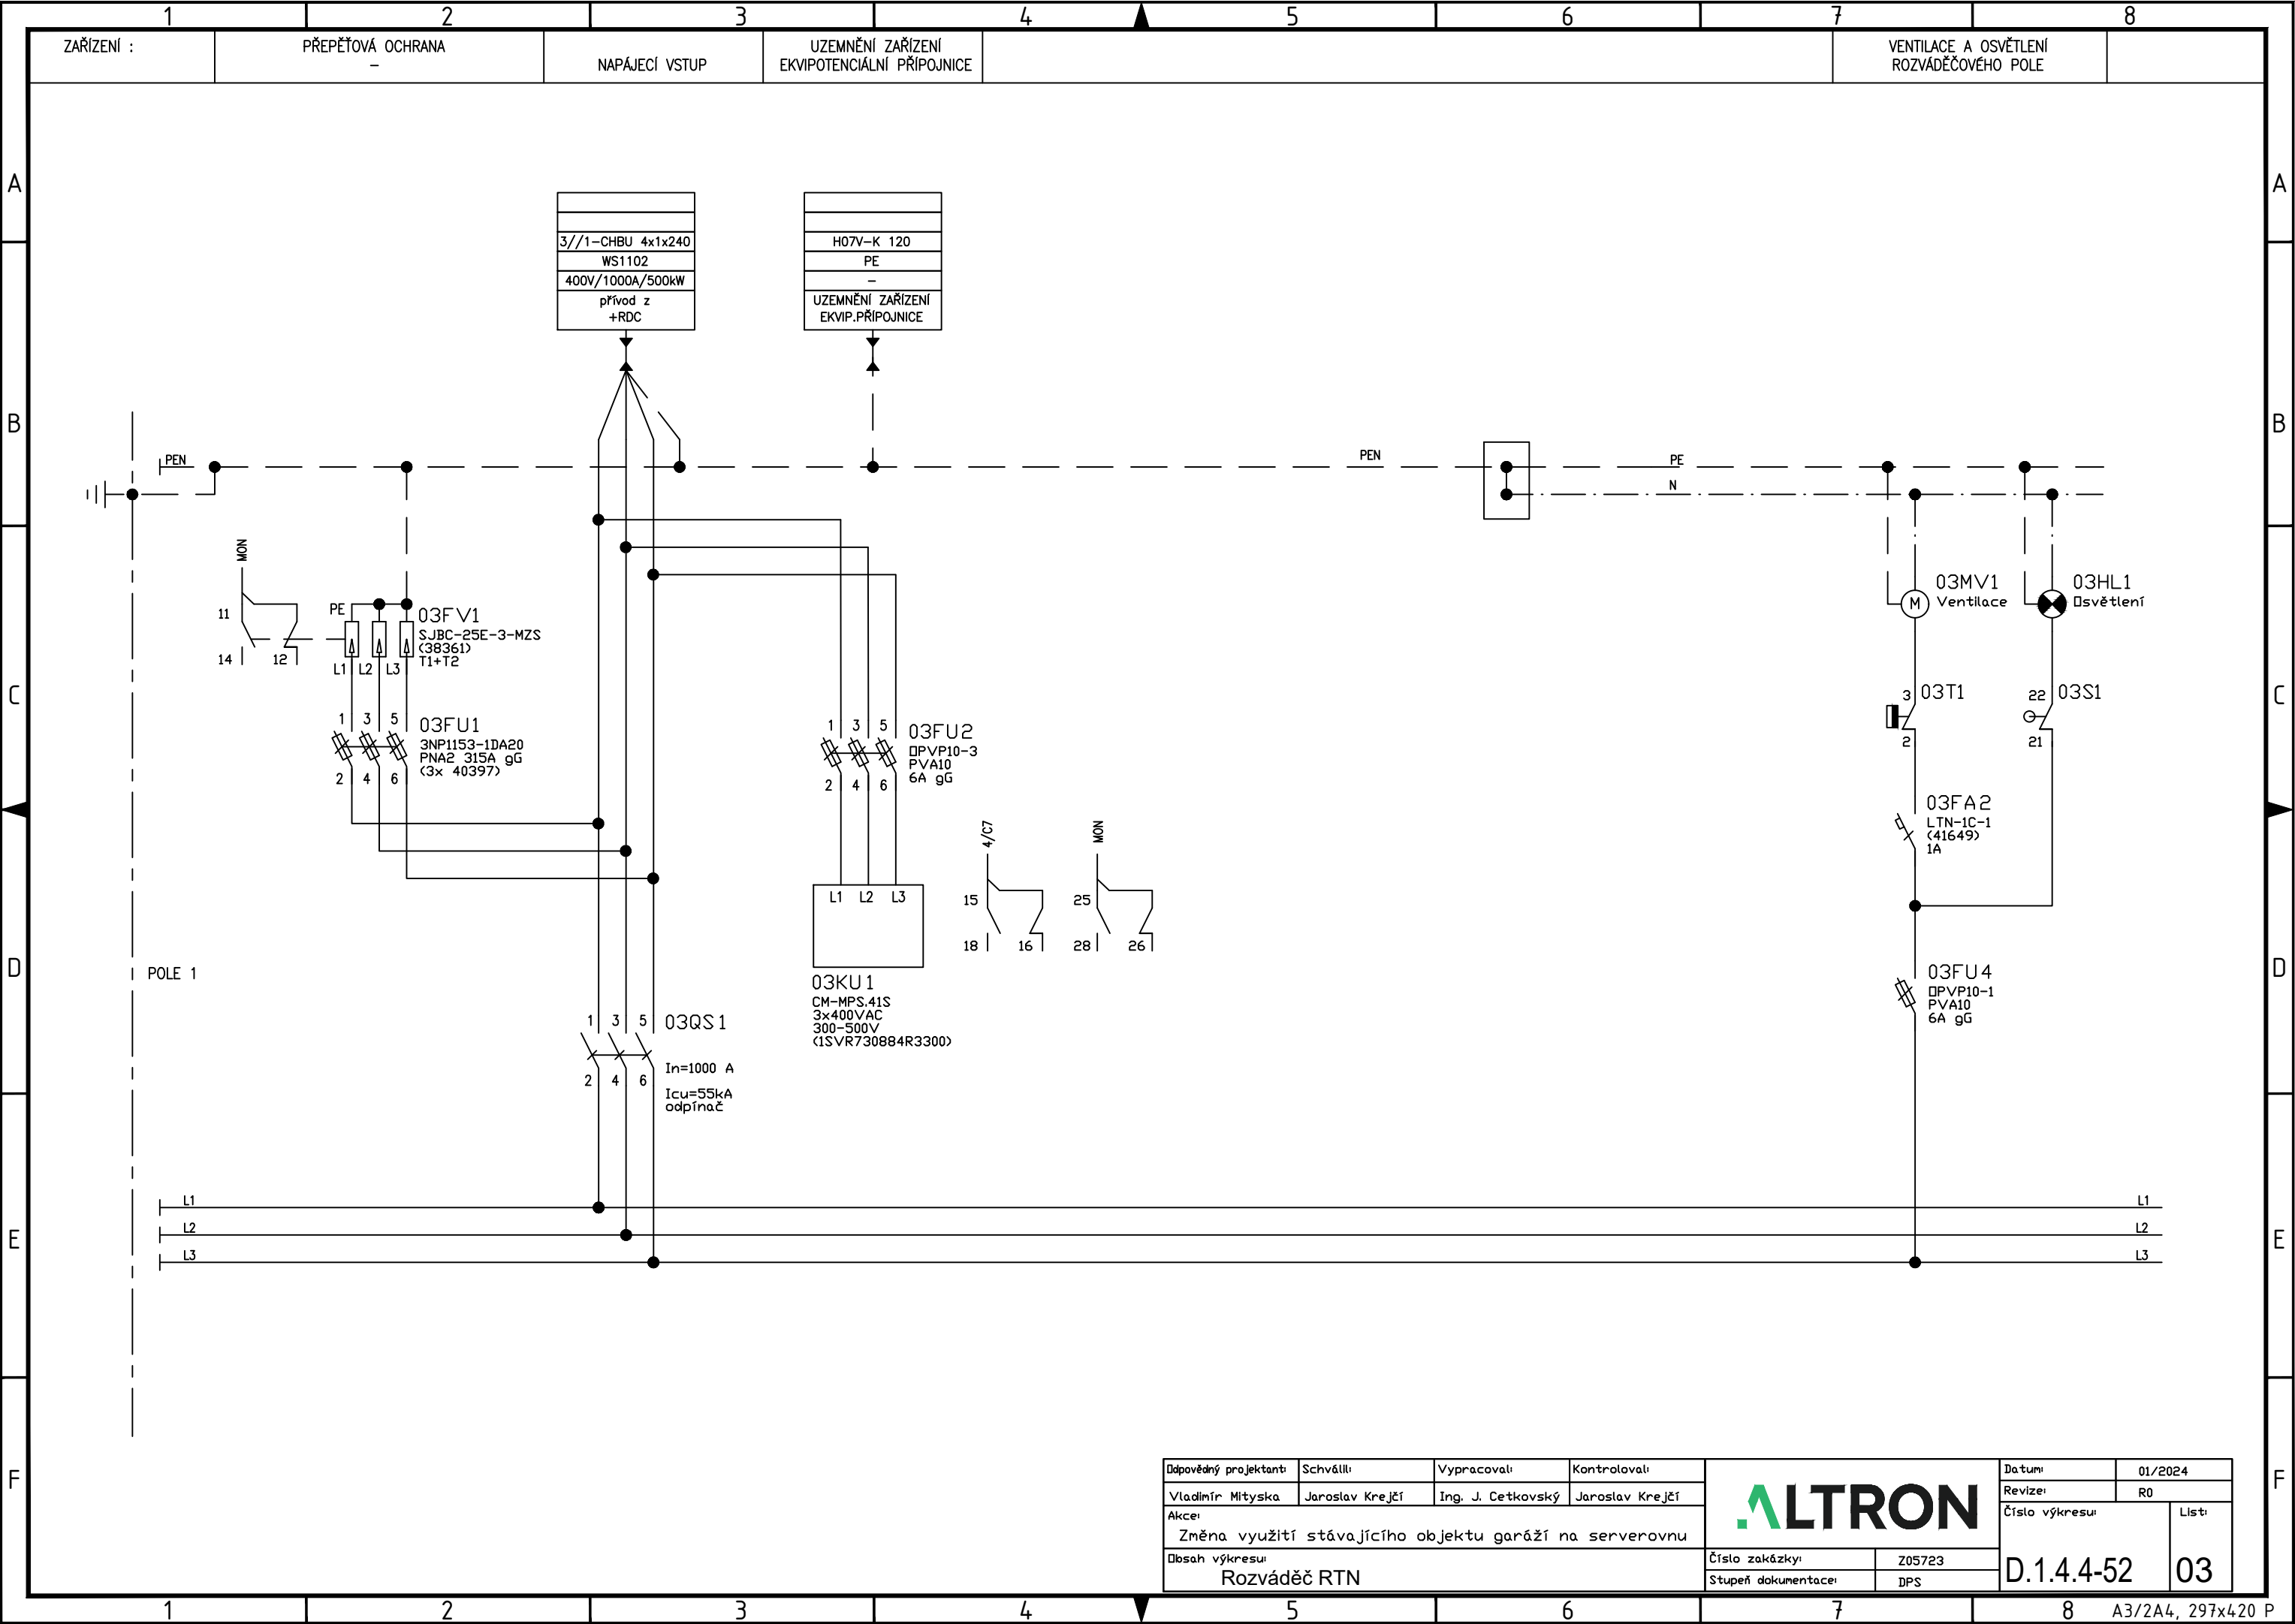 1 2 3 4 5 6 7 8
ZAŘÍZENÍ :
PŘEPĚŤOVÁ OCHRANA
–
NAPÁJECÍ VSTUP
UZEMNĚNÍ ZAŘÍZENÍ
EKVIPOTENCIÁLNÍ PŘÍPOJNICE
VENTILACE A OSVĚTLENÍ
ROZVÁDĚČOVÉHO POLE
A A
3//1-CHBU 4x1x240
WS1102
400V/1000A/500kW
přívod z
+RDC
H07V-K 120
PE
–
UZEMNĚNÍ ZAŘÍZENÍ
EKVIP.PŘÍPOJNICE
B B
PEN
PEN
PE
N
MON
11
14 12
PE
L1 L2 L3
03FV1
SJBC-25E-3-MZS
(38361)
T1+T2
03MV1
Ventilace
M
03HL1
Osvětlení
C C
1 3 5
2 4 6
03FU1
3NP1153-1DA20
PNA2 315A gG
(3x 40397)
1 3 5
2 4 6
03FU2
OPVP10-3
PVA10
6A gG
3 03T1
2
22 03S1
21
03FA2
LTN-1C-1
(41649)
1A
L1 L2 L3
4/C7
15
18 16
MON
25
28 26
D D
POLE 1
03KU1
CM-MPS.41S
3x400VAC
300-500V
(1SVR730884R3300)
03FU4
OPVP10-1
PVA10
6A gG
1 3 5 03QS1
2 4 6
In=1000 A
Icu=55kA
odpínač
L1 L1
L2 L2
L3 L3
E E
F F
Odpovědný projektant: Schválil: Vypracoval: Kontroloval:
Vladimír Mityska Jaroslav Krejčí Ing. J. Cetkovský Jaroslav Krejčí
Akce:
Změna využití stávajícího objektu garáží na serverovnu
Obsah výkresu:
Rozváděč RTN
ALTRON
Číslo zakázky: Z05723
Stupeň dokumentace: DPS
Datum: 01/2024
Revize: R0
Číslo výkresu: List:
D.1.4.4-52 03
1 2 3 4 5 6 7 8
A3/2A4, 297x420 P